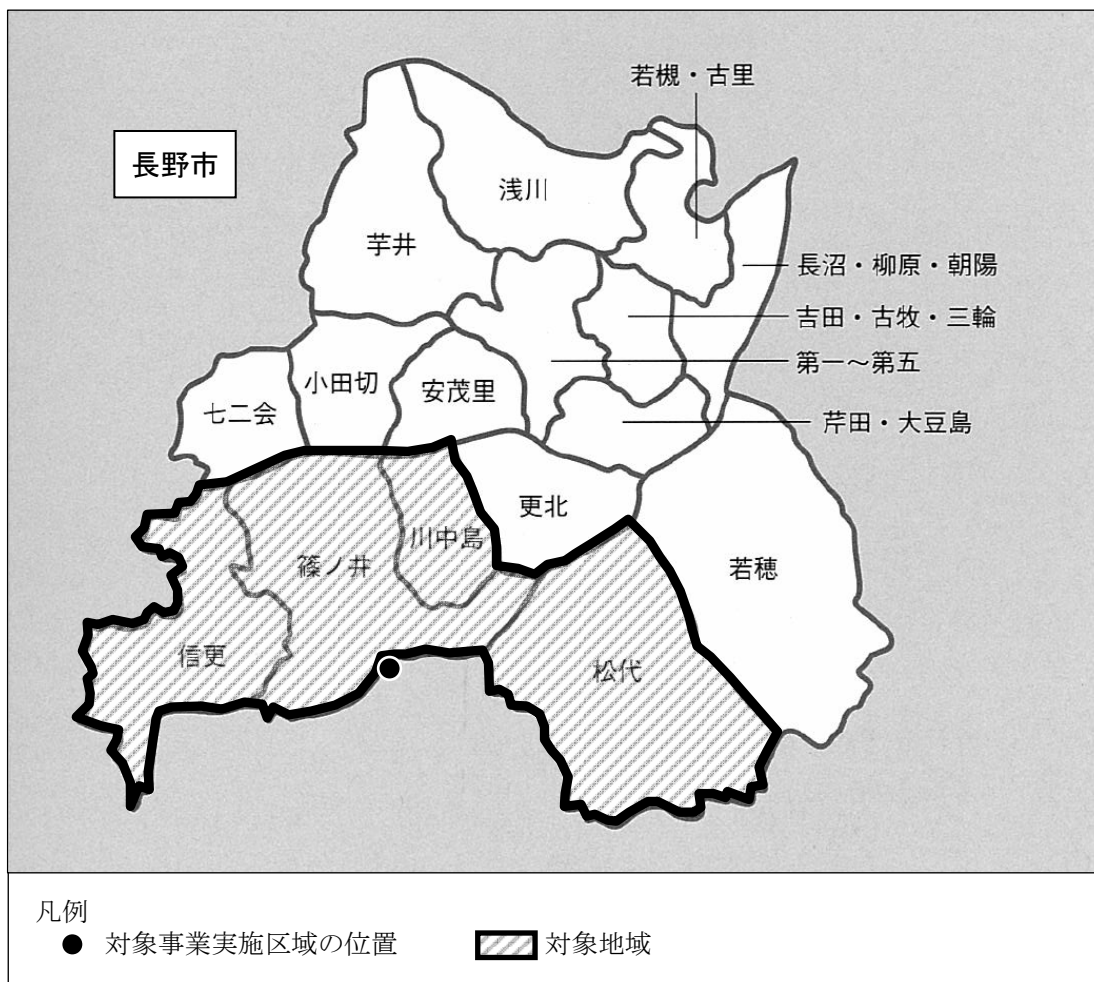 若槻・古里
長野市
浅川
芋井
長沼・柳原・朝陽
吉田・古牧・三輪
第一～第五
小田切
安茂里
七二会
芹田・大豆島
更北
川中島
篠ノ井
若穂
信更
松代
凡例
● 対象事業実施区域の位置 対象地域